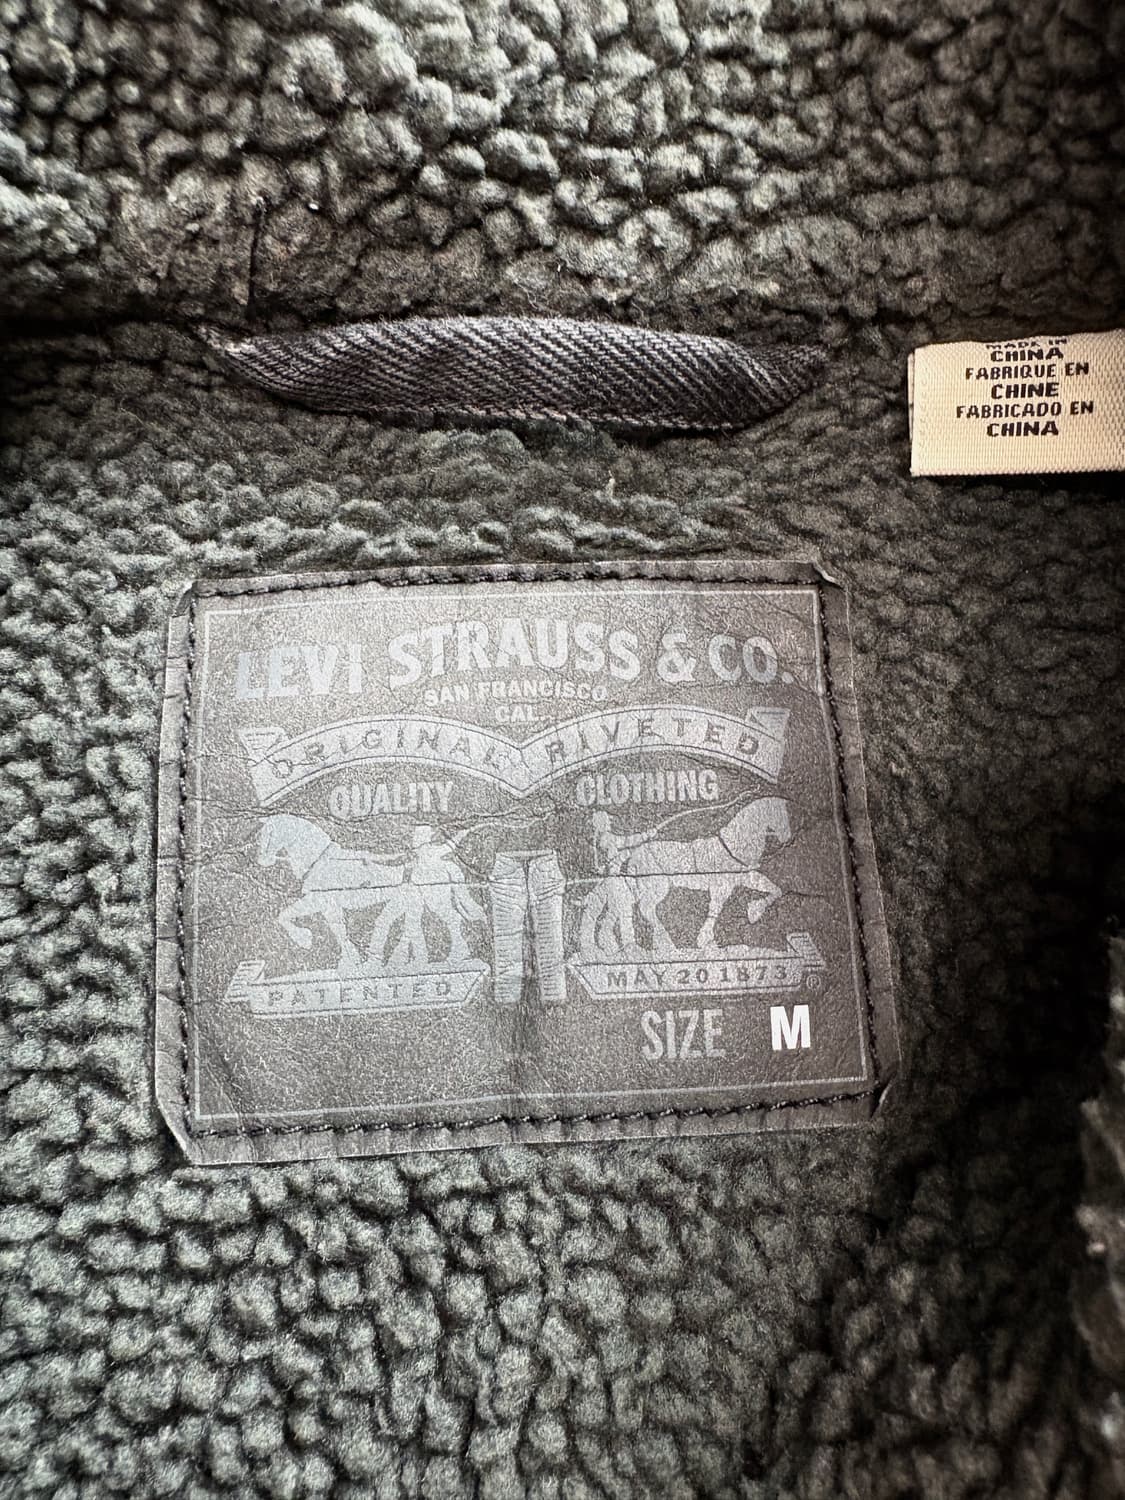 MADE IN
CHINA
FABRIQUE EN
CHINE
FABRICADO EN
CHINA
LEVI STRAUSS & CO.
SAN FRANCISCO
CAL.
ORIGINAL RIVETED
QUALITY CLOTHING
PATENTED MAY 20 1873 ®
SIZE M